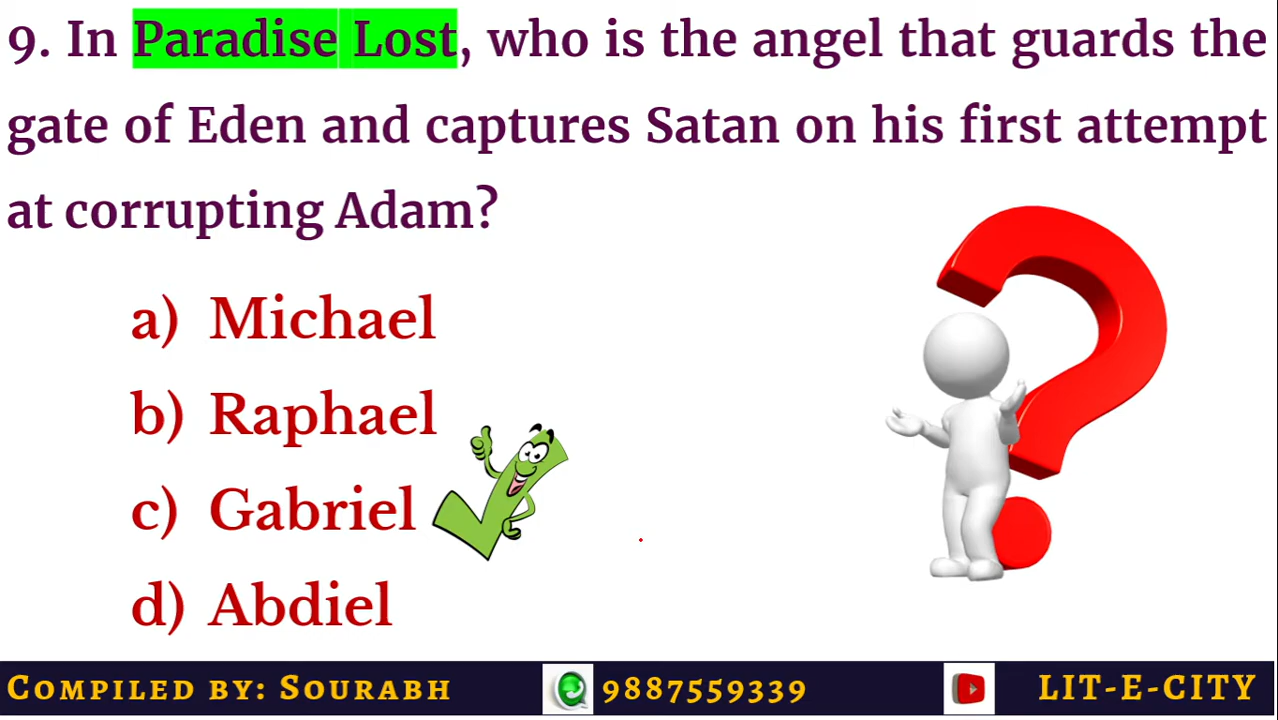 9. In Paradise Lost, who is the angel that guards the
gate of Eden and captures Satan on his first attempt
at corrupting Adam?
a) Michael
b) Raphael
c) Gabriel
d) Abdiel
COMPILED BY: SOURABH 9887559339 LIT-E-CITY